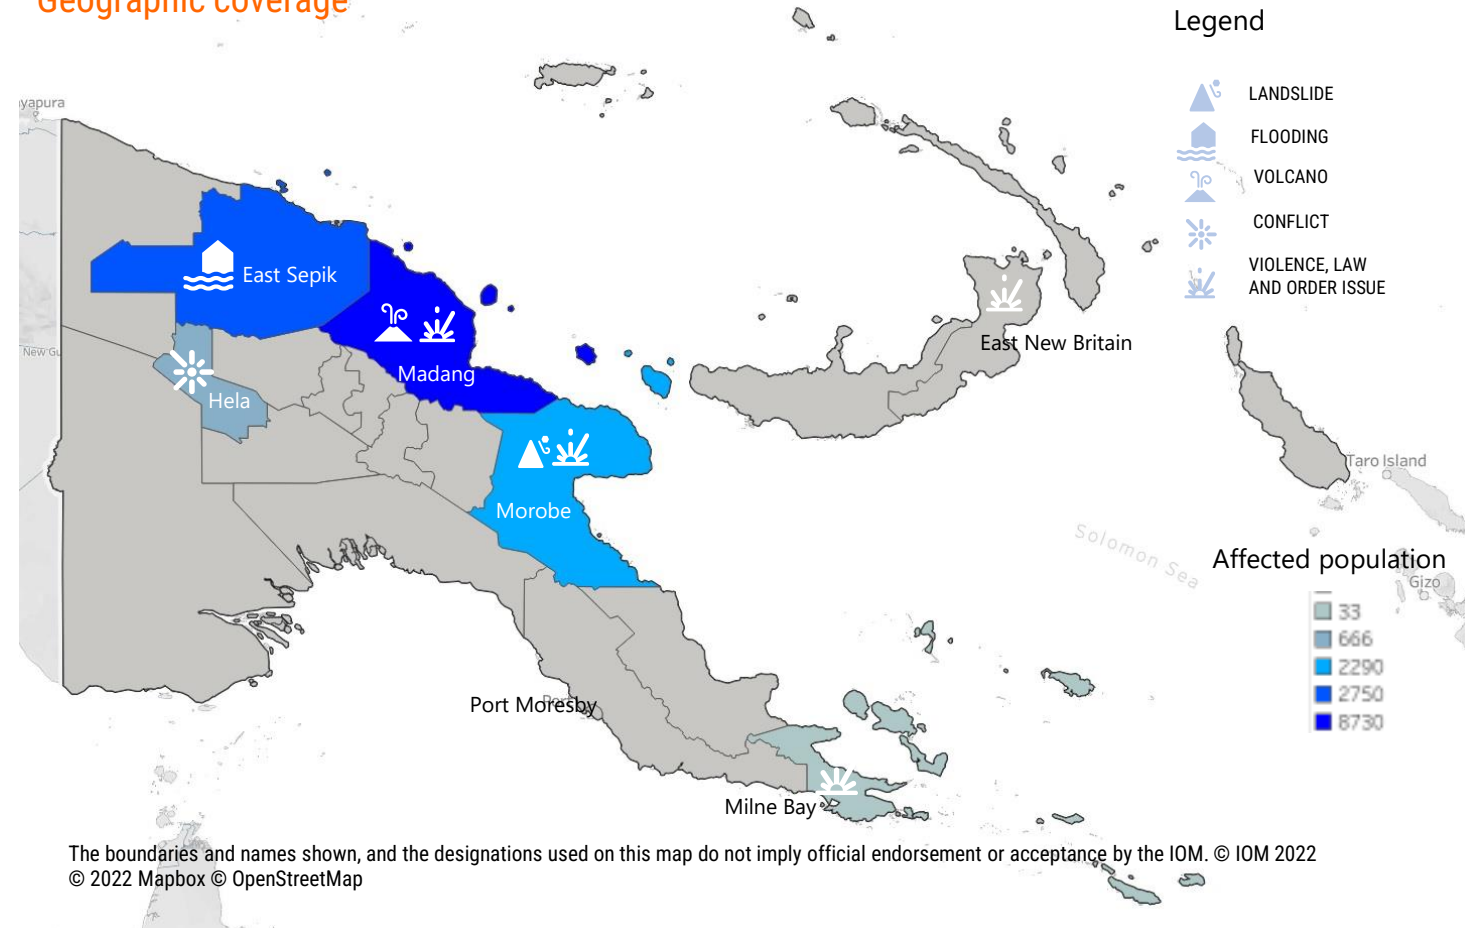 Geographic coverage
Legend
LANDSLIDE
FLOODING
VOLCANO
CONFLICT
VIOLENCE, LAW
AND ORDER ISSUE
yapura
East Sepik
New Gu
Madang
Hela
East New Britain
Morobe
Taro Island
Solomon Sea
Affected population
Gizo
33
666
2290
2750
8730
Port Moresby
Milne Bay
The boundaries and names shown, and the designations used on this map do not imply official endorsement or acceptance by the IOM. © IOM 2022
© 2022 Mapbox © OpenStreetMap